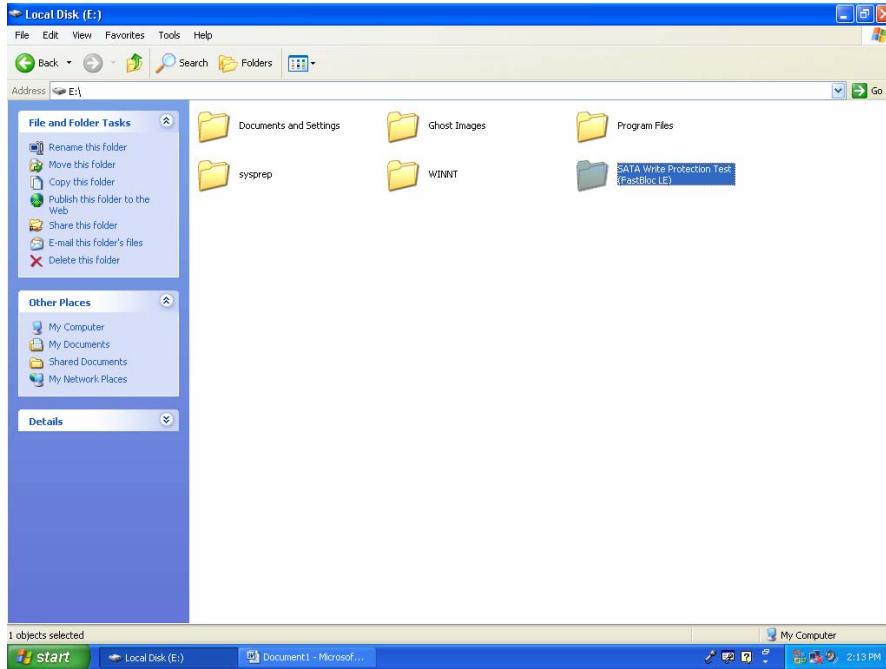 Local Disk (E:)
File Edit View Favorites Tools Help
Back Search Folders
Address E:\ Go
File and Folder Tasks
Rename this folder
Move this folder
Copy this folder
Publish this folder to the
Web
Share this folder
E-mail this folder's files
Delete this folder
Other Places
My Computer
My Documents
Shared Documents
My Network Places
Details
Documents and Settings
Ghost Images
Program Files
sysprep
WINNT
SATA Write Protection Test
(FastBloc LE)
1 objects selected
My Computer
start
Local Disk (E:)
Document1 - Microsof...
2:13 PM